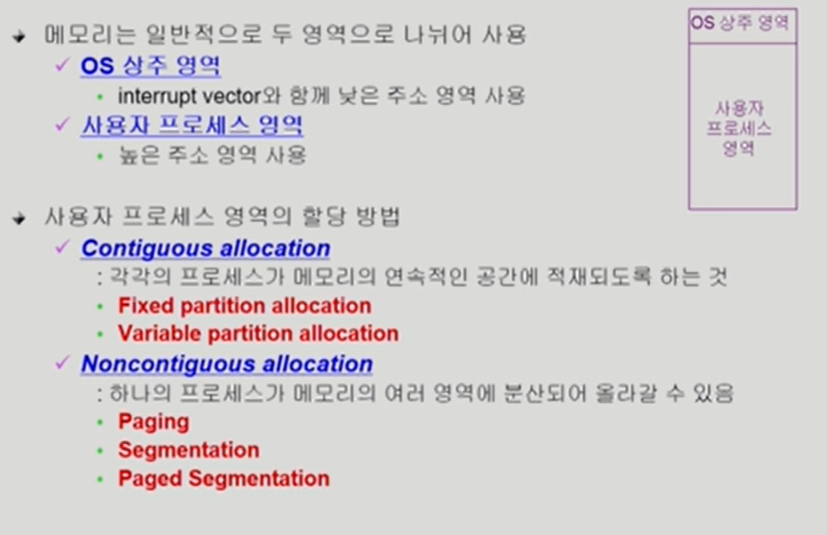 메모리는 일반적으로 두 영역으로 나뉘어 사용
OS 상주 영역
interrupt vector와 함께 낮은 주소 영역 사용
사용자 프로세스 영역
높은 주소 영역 사용
OS 상주 영역
사용자
프로세스
영역
사용자 프로세스 영역의 할당 방법
Contiguous allocation
: 각각의 프로세스가 메모리의 연속적인 공간에 적재되도록 하는 것
Fixed partition allocation
Variable partition allocation
Noncontiguous allocation
: 하나의 프로세스가 메모리의 여러 영역에 분산되어 올라갈 수 있음
Paging
Segmentation
Paged Segmentation